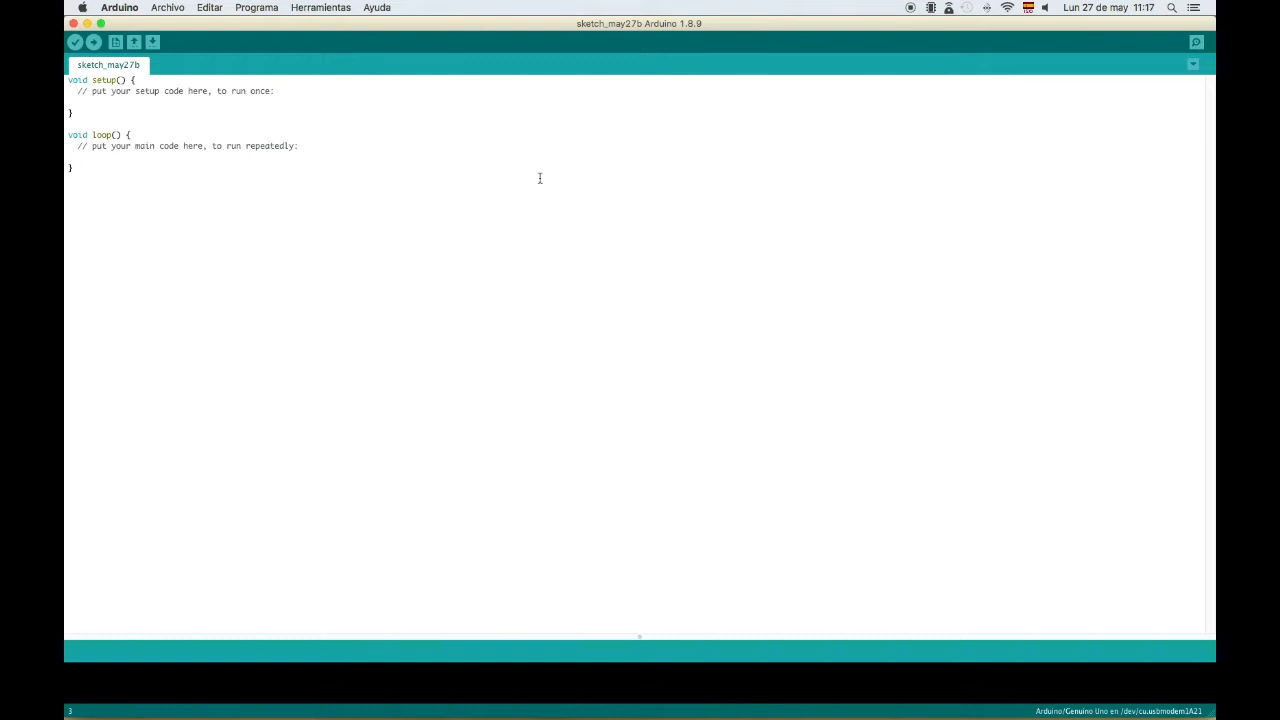 Arduino Archivo Editar Programa Herramientas Ayuda Lun 27 de may 11:17
sketch_may27b Arduino 1.8.9
sketch_may27b
void setup() {
  // put your setup code here, to run once:
}
void loop() {
  // put your main code here, to run repeatedly:
}
3 Arduino/Genuino Uno en /dev/cu.usbmodem1A21